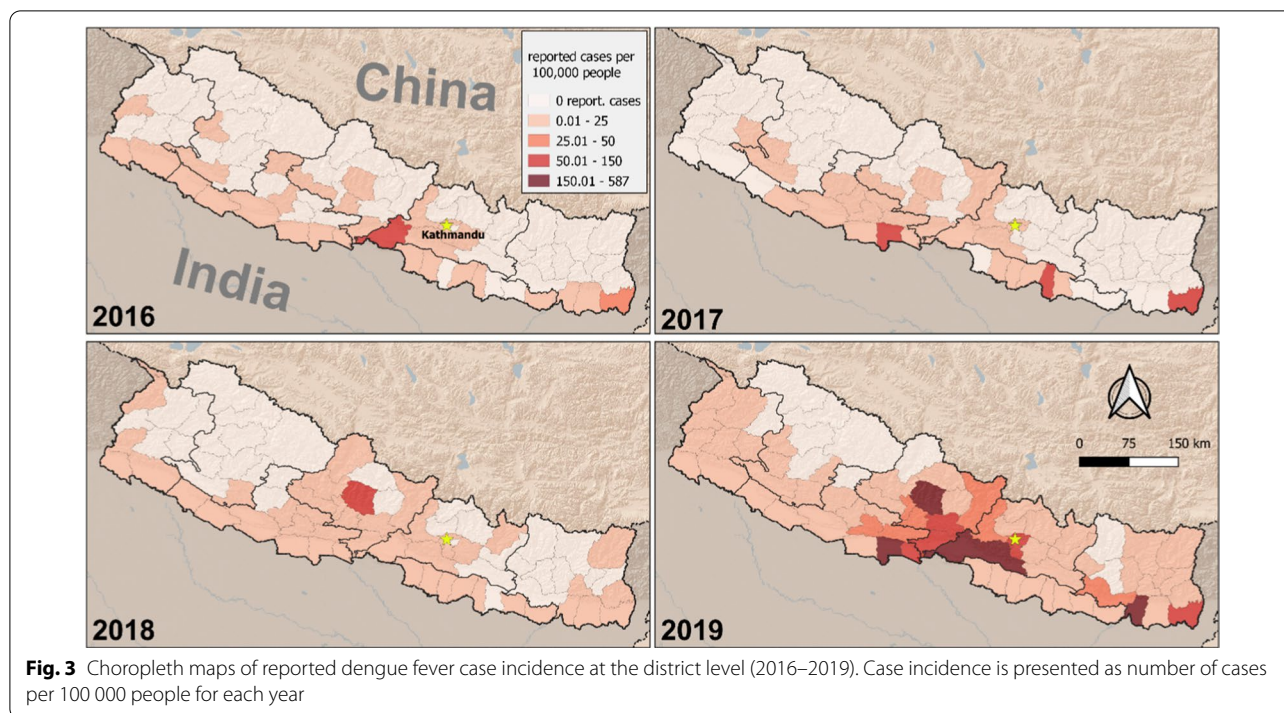 China
India
Kathmandu
2016
reported cases per
100,000 people
0 report. cases
0.01 - 25
25.01 - 50
50.01 - 150
150.01 - 587
2017
2018
2019
0 75 150 km
Fig. 3 Choropleth maps of reported dengue fever case incidence at the district level (2016–2019). Case incidence is presented as number of cases
per 100 000 people for each year